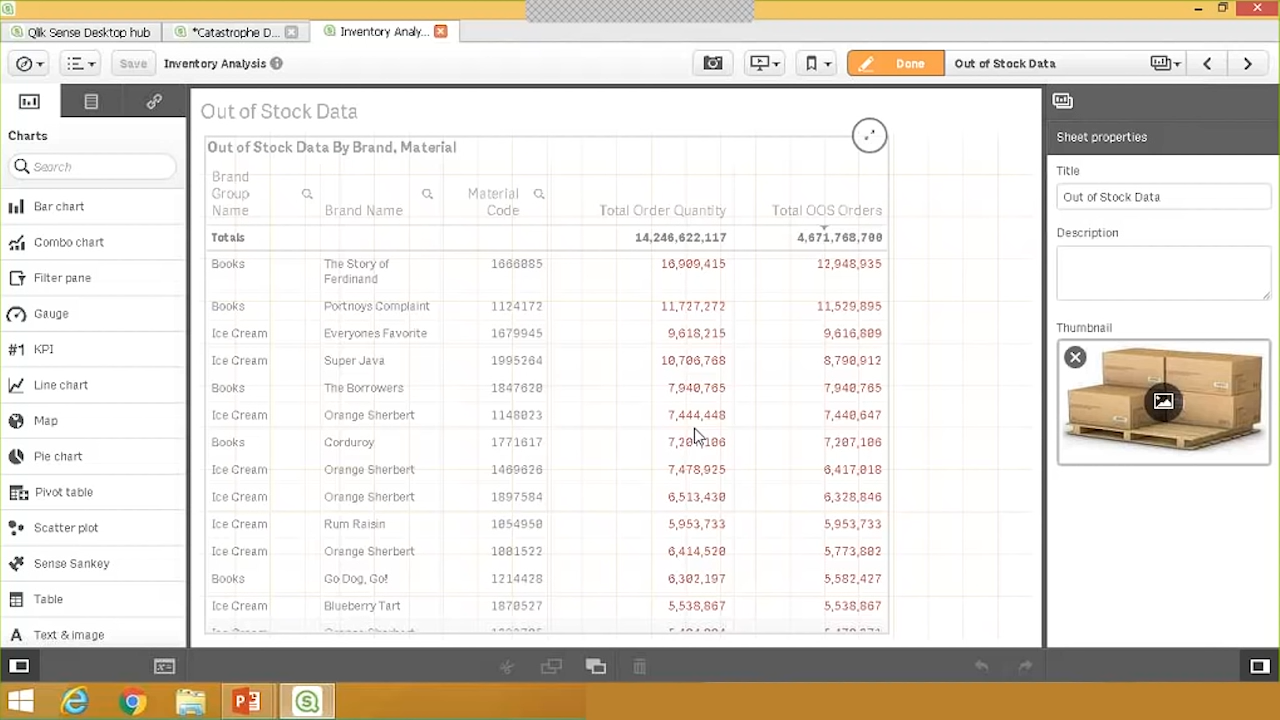 Qlik Sense Desktop hub
*Catastrophe D...
Inventory Analy...
Save
Inventory Analysis
Done
Out of Stock Data
Charts
Search
Bar chart
Combo chart
Filter pane
Gauge
#1 KPI
Line chart
Map
Pie chart
Pivot table
Scatter plot
Sense Sankey
Table
A Text & image
Out of Stock Data
Out of Stock Data By Brand, Material
Brand Group Name Brand Name Material Code Total Order Quantity Total OOS Orders
Totals 14,246,622,117 4,671,768,700
Books The Story of Ferdinand 1666085 16,909,415 12,948,935
Books Portnoys Complaint 1124172 11,727,272 11,529,895
Ice Cream Everyones Favorite 1679945 9,618,215 9,616,809
Ice Cream Super Java 1995264 10,706,768 8,790,912
Books The Borrowers 1847620 7,940,765 7,940,765
Ice Cream Orange Sherbert 1148023 7,444,448 7,440,647
Books Corduroy 1771617 7,207,106
Ice Cream Orange Sherbert 1469626 7,478,925 6,417,018
Ice Cream Orange Sherbert 1897584 6,513,430 6,328,846
Ice Cream Rum Raisin 1054950 5,953,733 5,953,733
Ice Cream Orange Sherbert 1001522 6,414,520 5,773,802
Books Go Dog, Go! 1214428 6,302,197 5,582,427
Ice Cream Blueberry Tart 1870527 5,538,867 5,538,867
Sheet properties
Title
Out of Stock Data
Description
Thumbnail